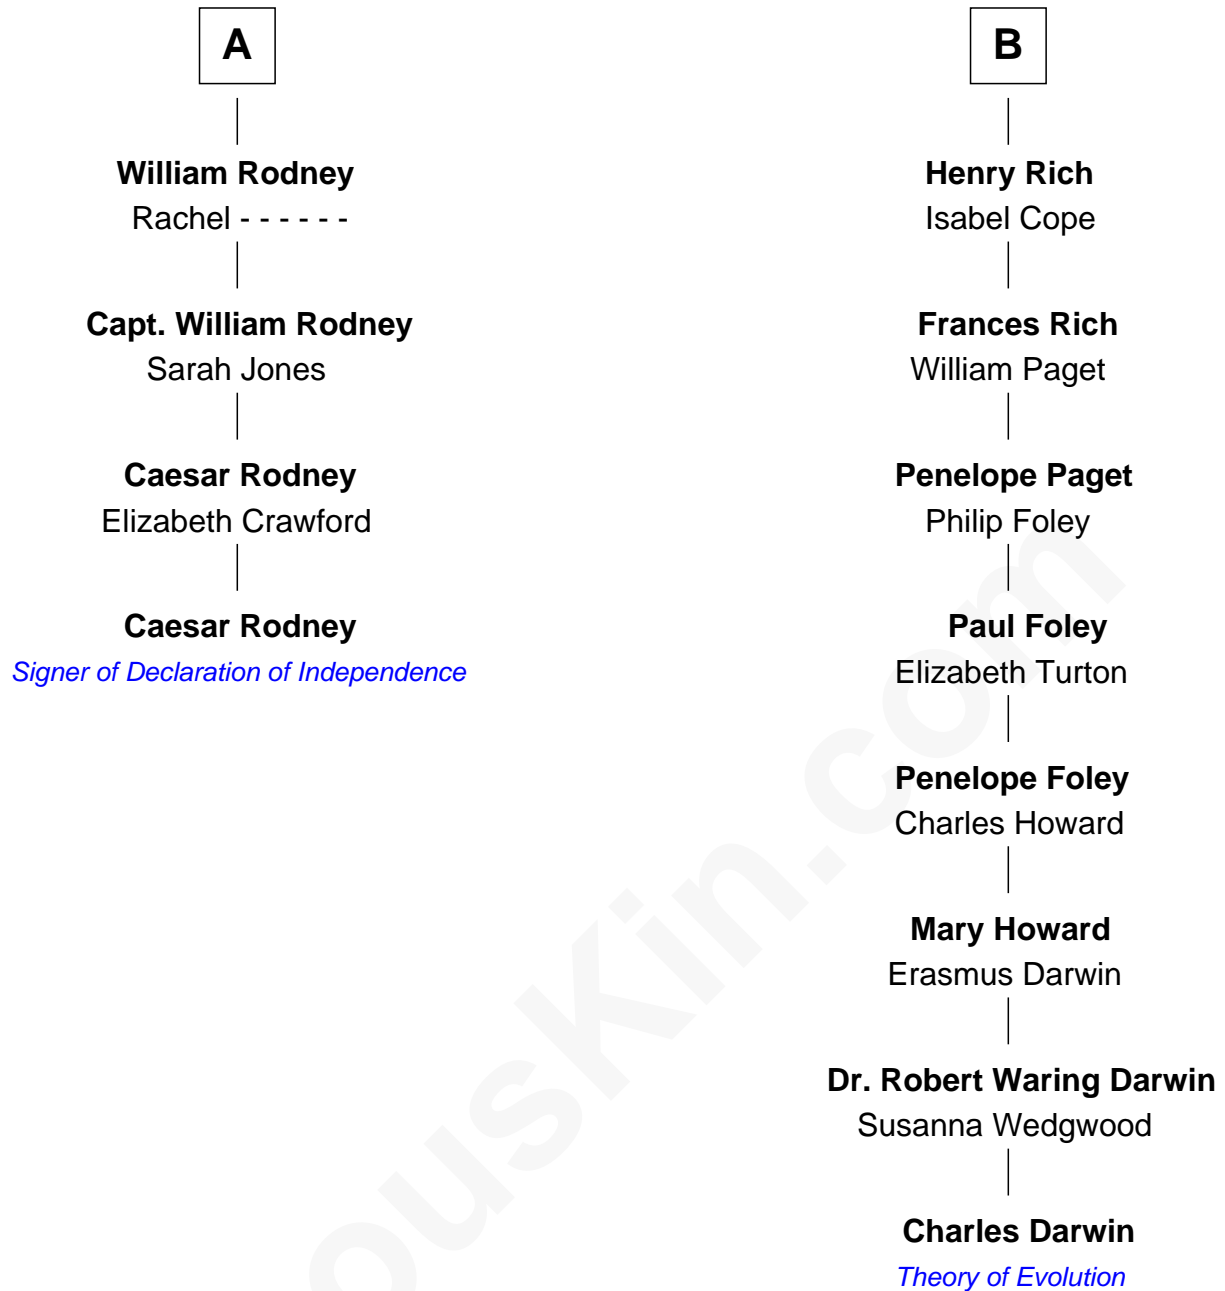 A
William Rodney
Rachel - - - - - -
Capt. William Rodney
Sarah Jones
Caesar Rodney
Elizabeth Crawford
Caesar Rodney
Signer of Declaration of Independence
B
Henry Rich
Isabel Cope
Frances Rich
William Paget
Penelope Paget
Philip Foley
Paul Foley
Elizabeth Turton
Penelope Foley
Charles Howard
Mary Howard
Erasmus Darwin
Dr. Robert Waring Darwin
Susanna Wedgwood
Charles Darwin
Theory of Evolution
ousKin.com